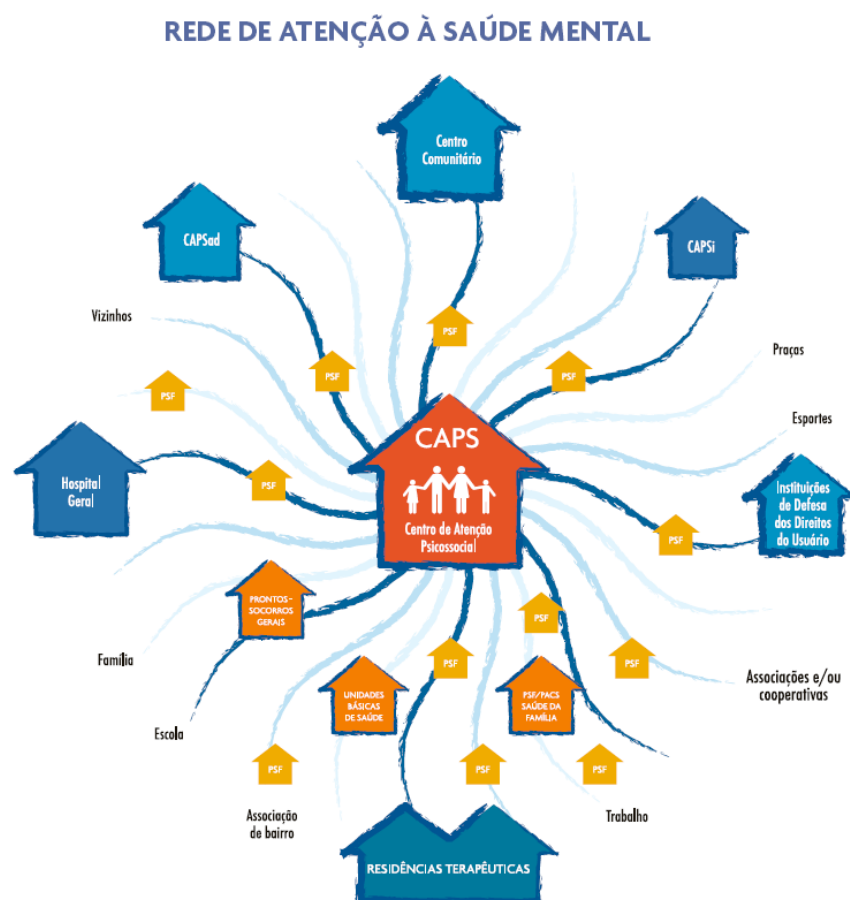 REDE DE ATENÇÃO À SAÚDE MENTAL
Centro
Comunitário
CAPSad
CAPSi
Vizinhos
PSF
PSF
PSF
Praças
PSF
Esportes
CAPS
Centro de Atenção
Psicossocial
Hospital
Geral
PSF
Instituições
de Defesa
dos Direitos
do Usuário
PSF
PRONTOS-
SOCORROS
GERAIS
PSF
Família
PSF
PSF
Associações e/ou
cooperativas
UNIDADES
BÁSICAS
DE SAÚDE
PSF/PACS
SAÚDE DA
FAMÍLIA
Escola
PSF
PSF
PSF
Associação
de bairro
Trabalho
RESIDÊNCIAS TERAPÊUTICAS